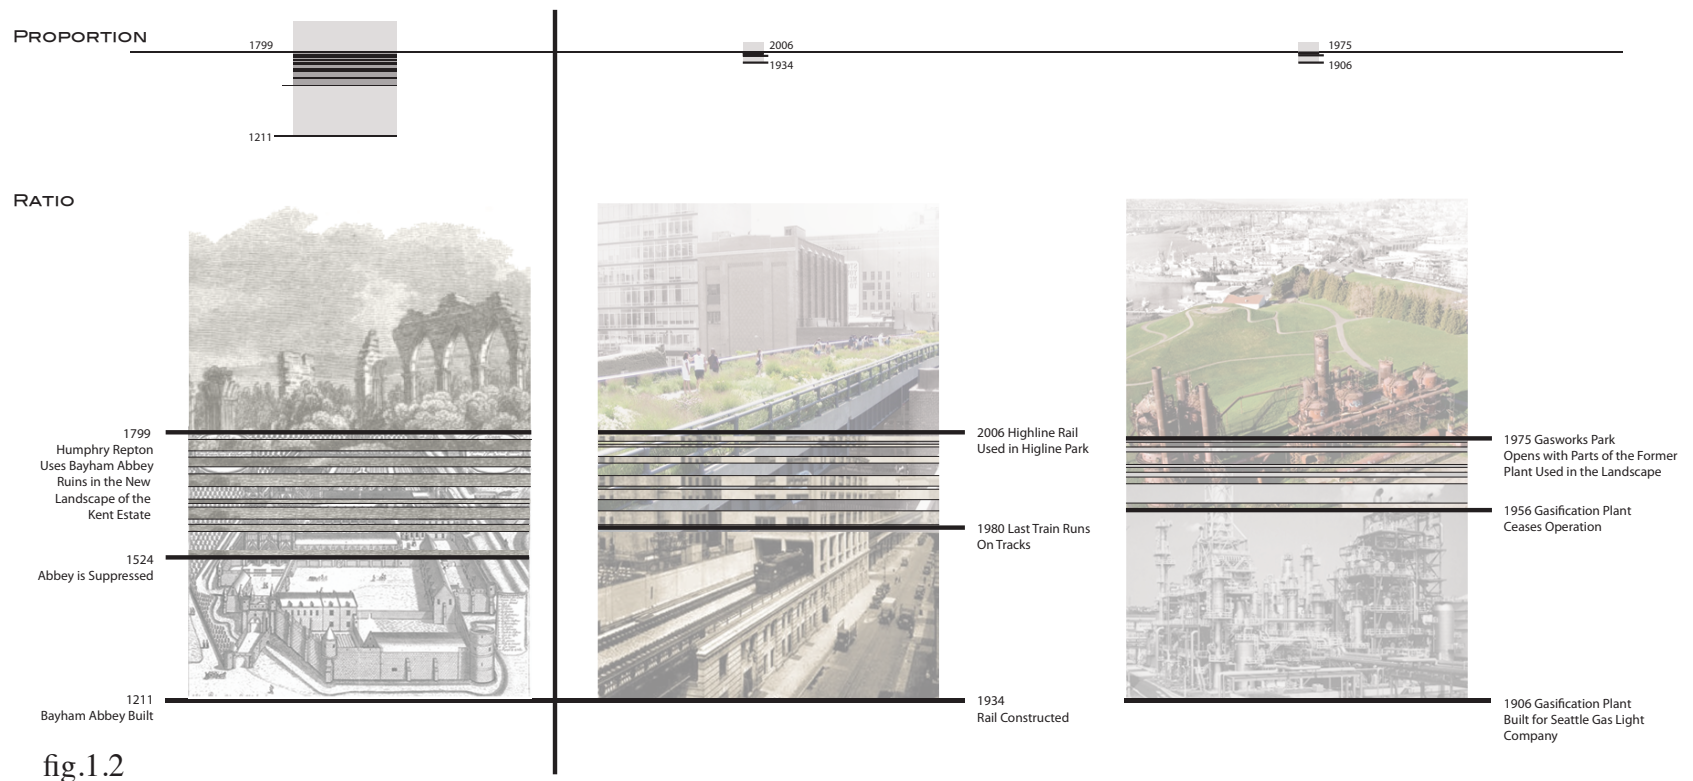 PROPORTION
1799
1211
2006
1934
1975
1906
RATIO
1799
Humphry Repton
Uses Bayham Abbey
Ruins in the New
Landscape of the
Kent Estate
1524
Abbey is Suppressed
1211
Bayham Abbey Built
2006 Highline Rail
Used in Higline Park
1980 Last Train Runs
On Tracks
1934
Rail Constructed
1975 Gasworks Park
Opens with Parts of the Former
Plant Used in the Landscape
1956 Gasification Plant
Ceases Operation
1906 Gasification Plant
Built for Seattle Gas Light
Company
fig.1.2